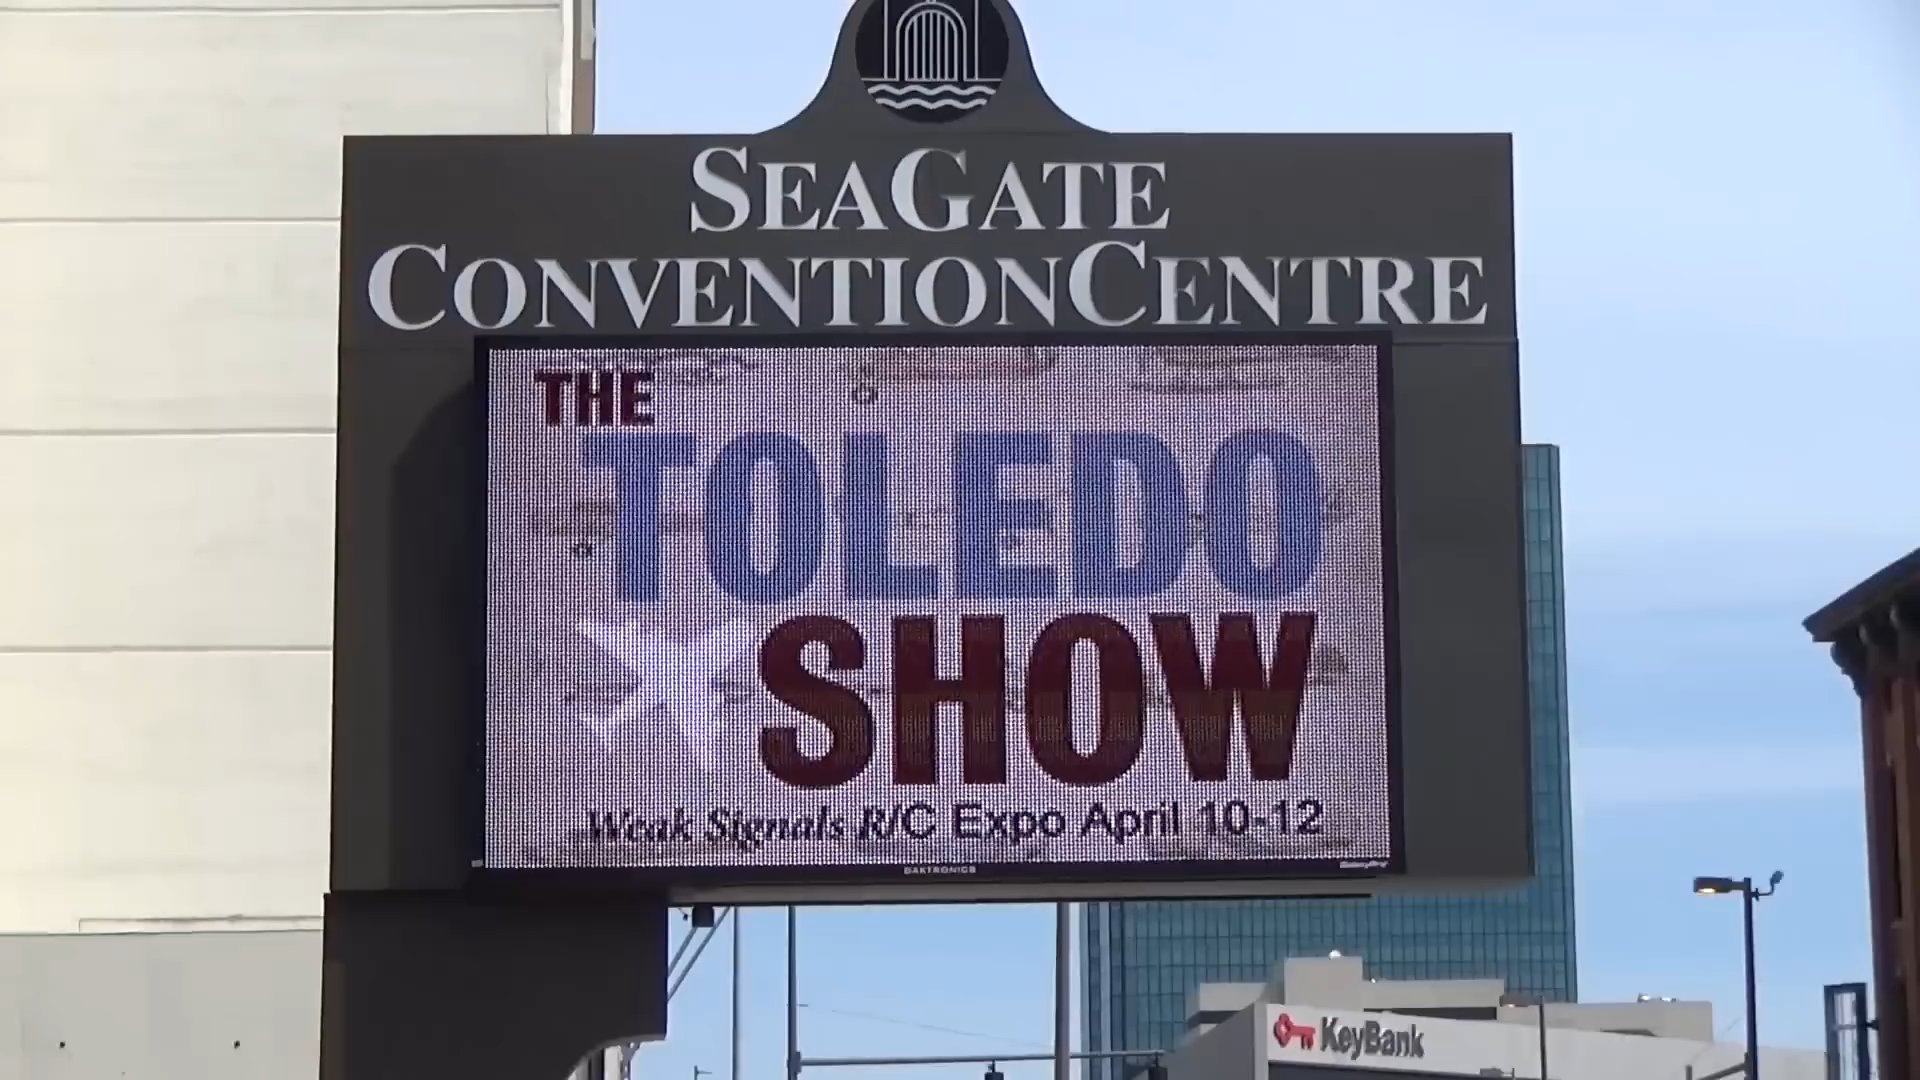 SEAGATE
CONVENTIONCENTRE
THE
TOLEDO
SHOW
Weak Signals R/C Expo April 10-12
DAKTRONICS
KeyBank